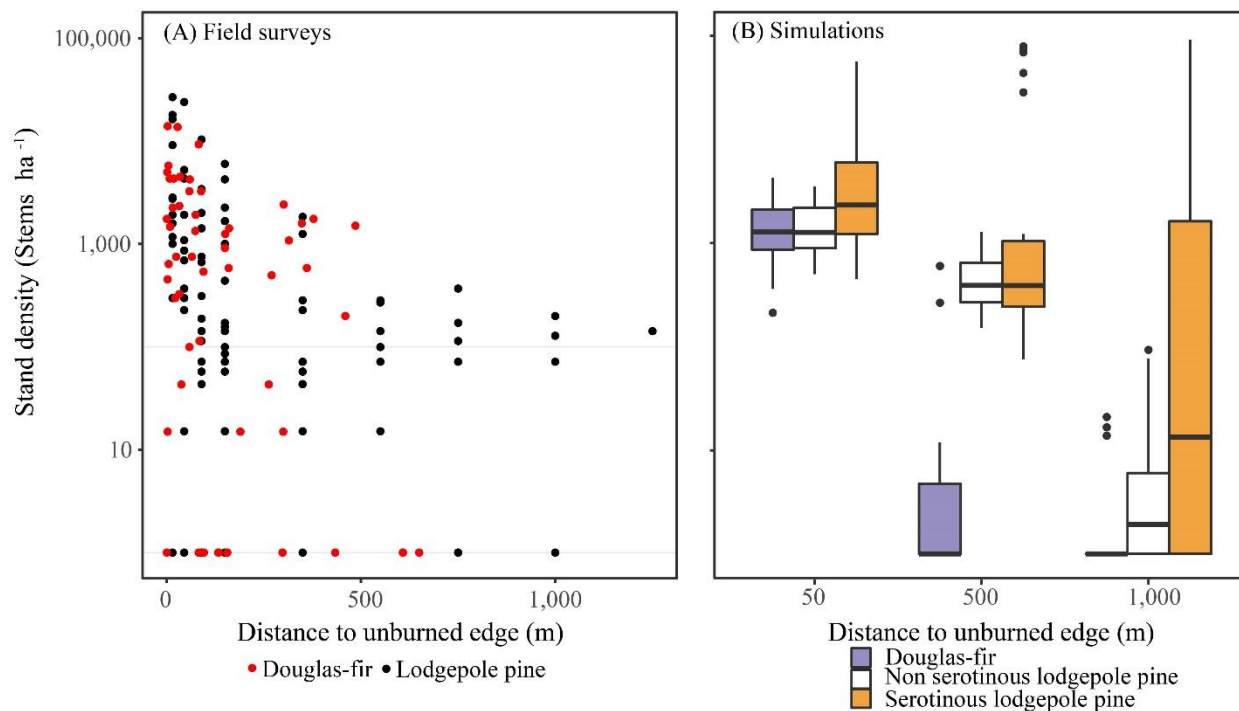 (A) Field surveys
(B) Simulations
Stand density (Stems ha ⁻¹)
100,000
1,000
10
0
500
1,000
Distance to unburned edge (m)
Douglas-fir
Lodgepole pine
50
500
1,000
Distance to unburned edge (m)
Douglas-fir
Non serotinous lodgepole pine
Serotinous lodgepole pine